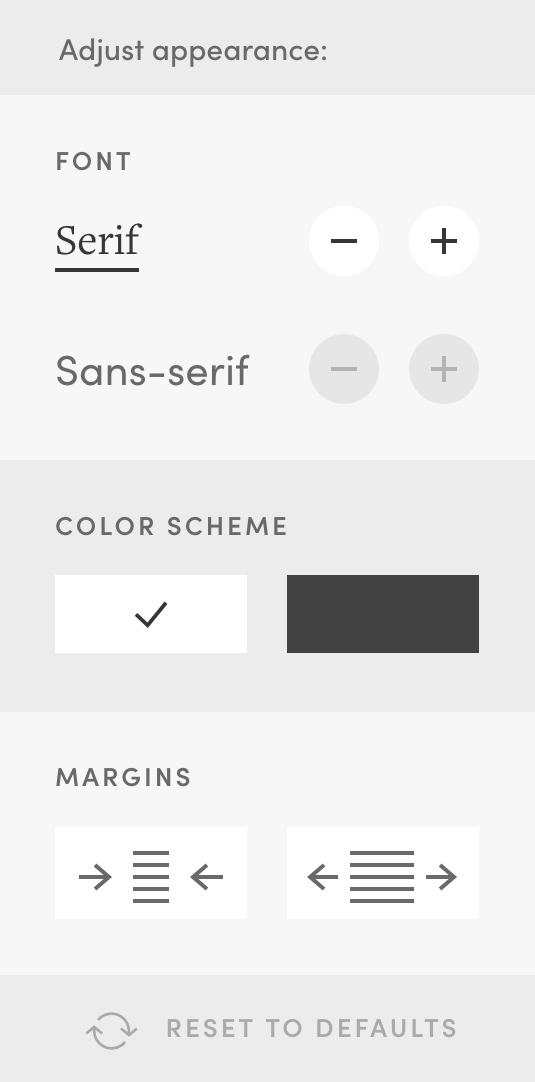 Adjust appearance:
FONT
Serif
Sans-serif
COLOR SCHEME
MARGINS
RESET TO DEFAULTS